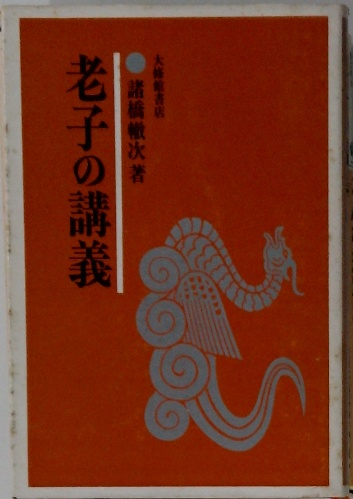 大修館書店
諸橋轍次 著
老子の講義